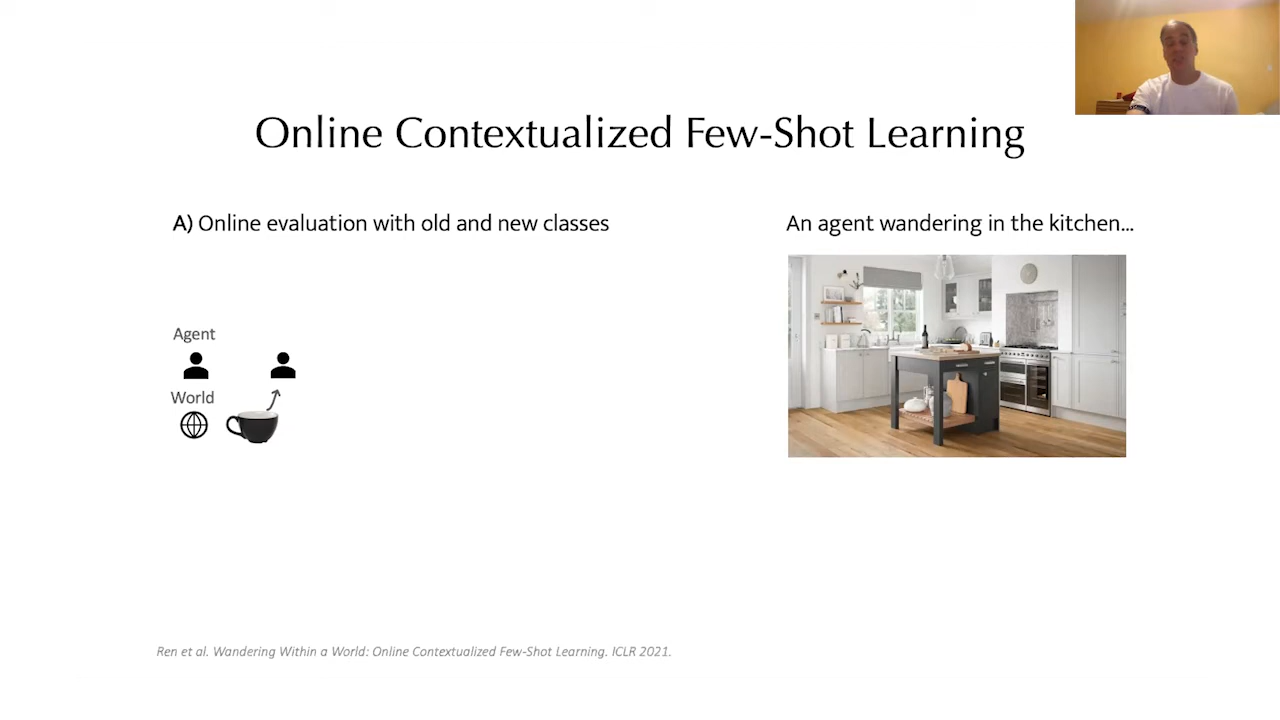 Online Contextualized Few-Shot Learning
A) Online evaluation with old and new classes
An agent wandering in the kitchen...
Agent
World
Ren et al. Wandering Within a World: Online Contextualized Few-Shot Learning. ICLR 2021.